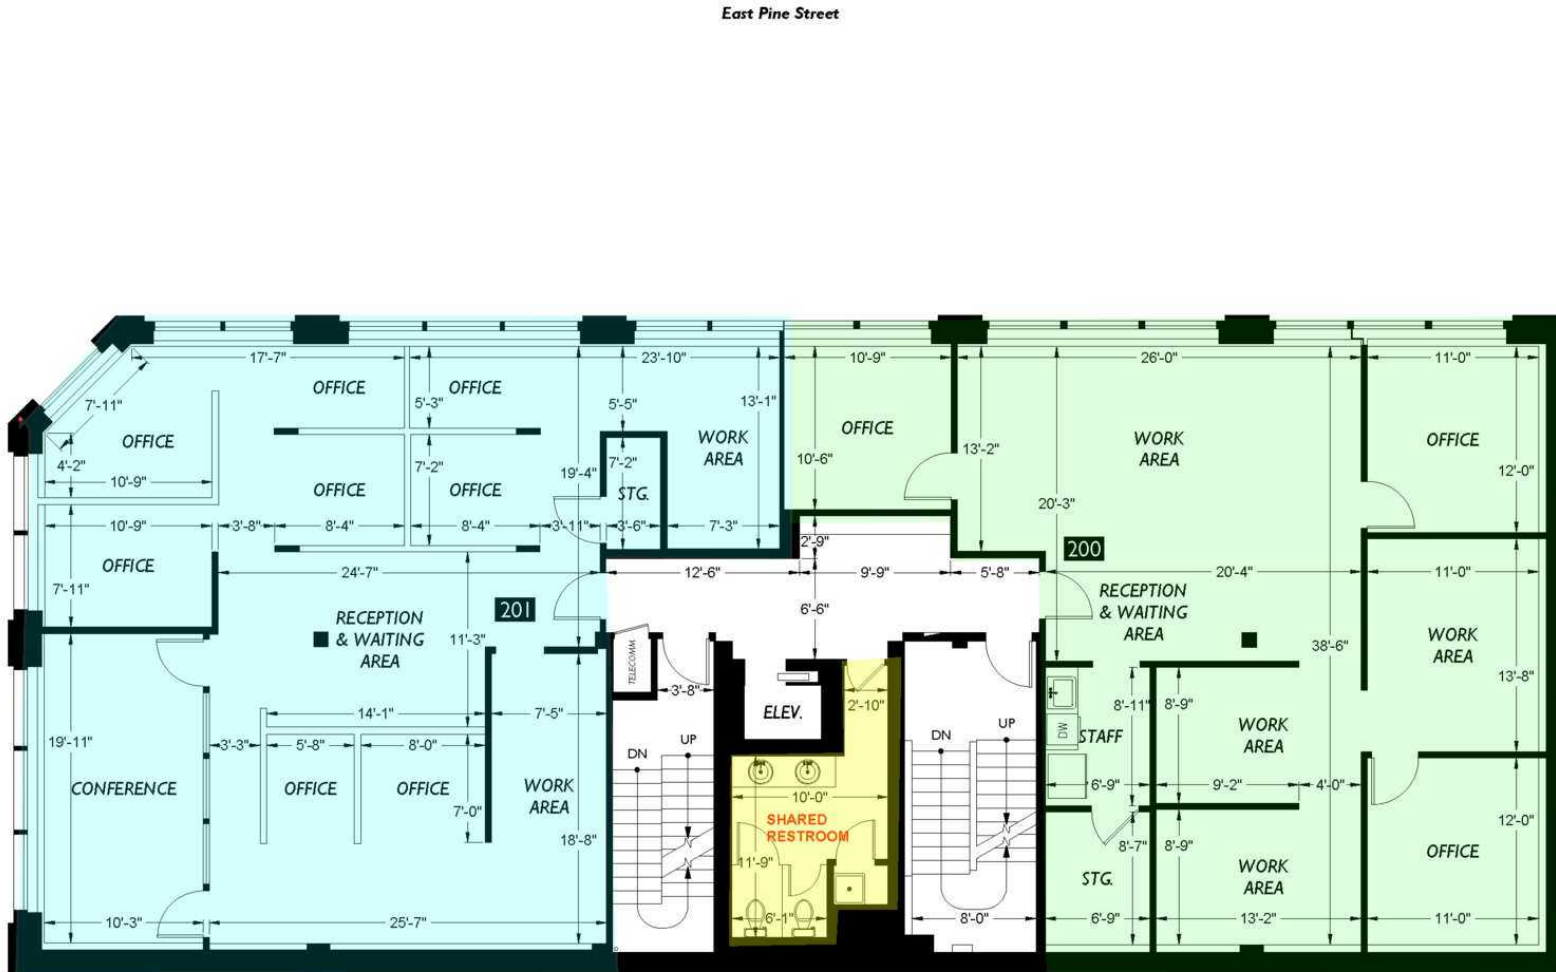 East Pine Street
17'-7"
23'-10"
10'-9"
26'-0"
11'-0"
OFFICE
OFFICE
5'-3"
5'-5"
13'-1"
7'-11"
OFFICE
OFFICE
WORK
AREA
WORK
AREA
OFFICE
13'-2"
10'-6"
12'-0"
4'-2"
7'-2"
7'-2"
19'-4"
10'-9"
OFFICE
OFFICE
STG.
20'-3"
10'-9"
3'-8"
8'-4"
8'-4"
3'-11"
3'-6"
7'-3"
2'-9"
200
OFFICE
24'-7"
12'-6"
9'-9"
5'-8"
20'-4"
11'-0"
7'-11"
201
6'-6"
RECEPTION
& WAITING
AREA
11'-3"
RECEPTION
& WAITING
AREA
38'-6"
WORK
AREA
TELECOMM.
3'-8"
2'-10"
13'-8"
14'-1"
7'-5"
ELEV.
8'-11"
8'-9"
19'-11"
3'-3"
5'-8"
8'-0"
DN
UP
DN
UP
DW
STAFF
WORK
AREA
CONFERENCE
OFFICE
OFFICE
WORK
AREA
10'-0"
6'-9"
9'-2"
4'-0"
7'-0"
18'-8"
SHARED
RESTROOM
12'-0"
11'-9"
8'-7"
8'-9"
OFFICE
STG.
WORK
AREA
10'-3"
25'-7"
6'-1"
8'-0"
6'-9"
13'-2"
11'-0"